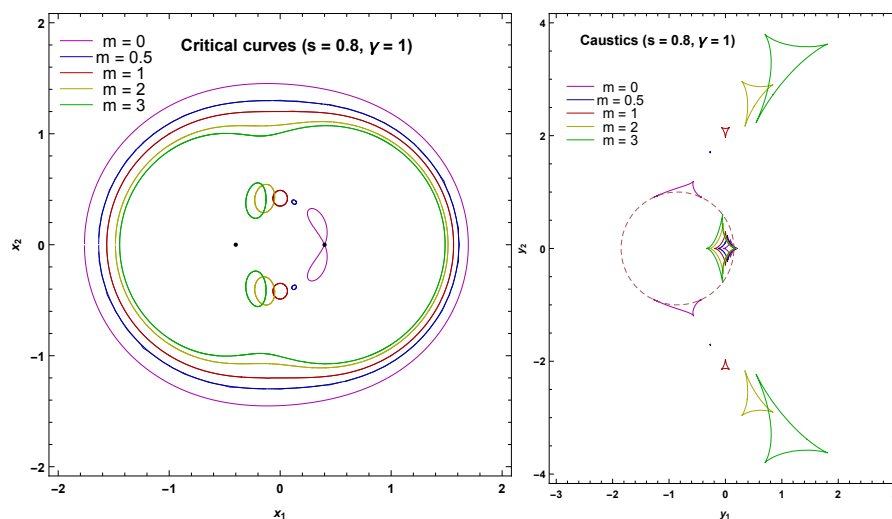 Critical curves (s = 0.8, γ = 1)
m = 0
m = 0.5
m = 1
m = 2
m = 3
2
1
0
−1
−2
x₂
−2
−1
0
1
2
x₁
Caustics (s = 0.8, γ = 1)
m = 0
m = 0.5
m = 1
m = 2
m = 3
4
2
0
−2
−4
y₂
−3
−2
−1
0
1
2
y₁